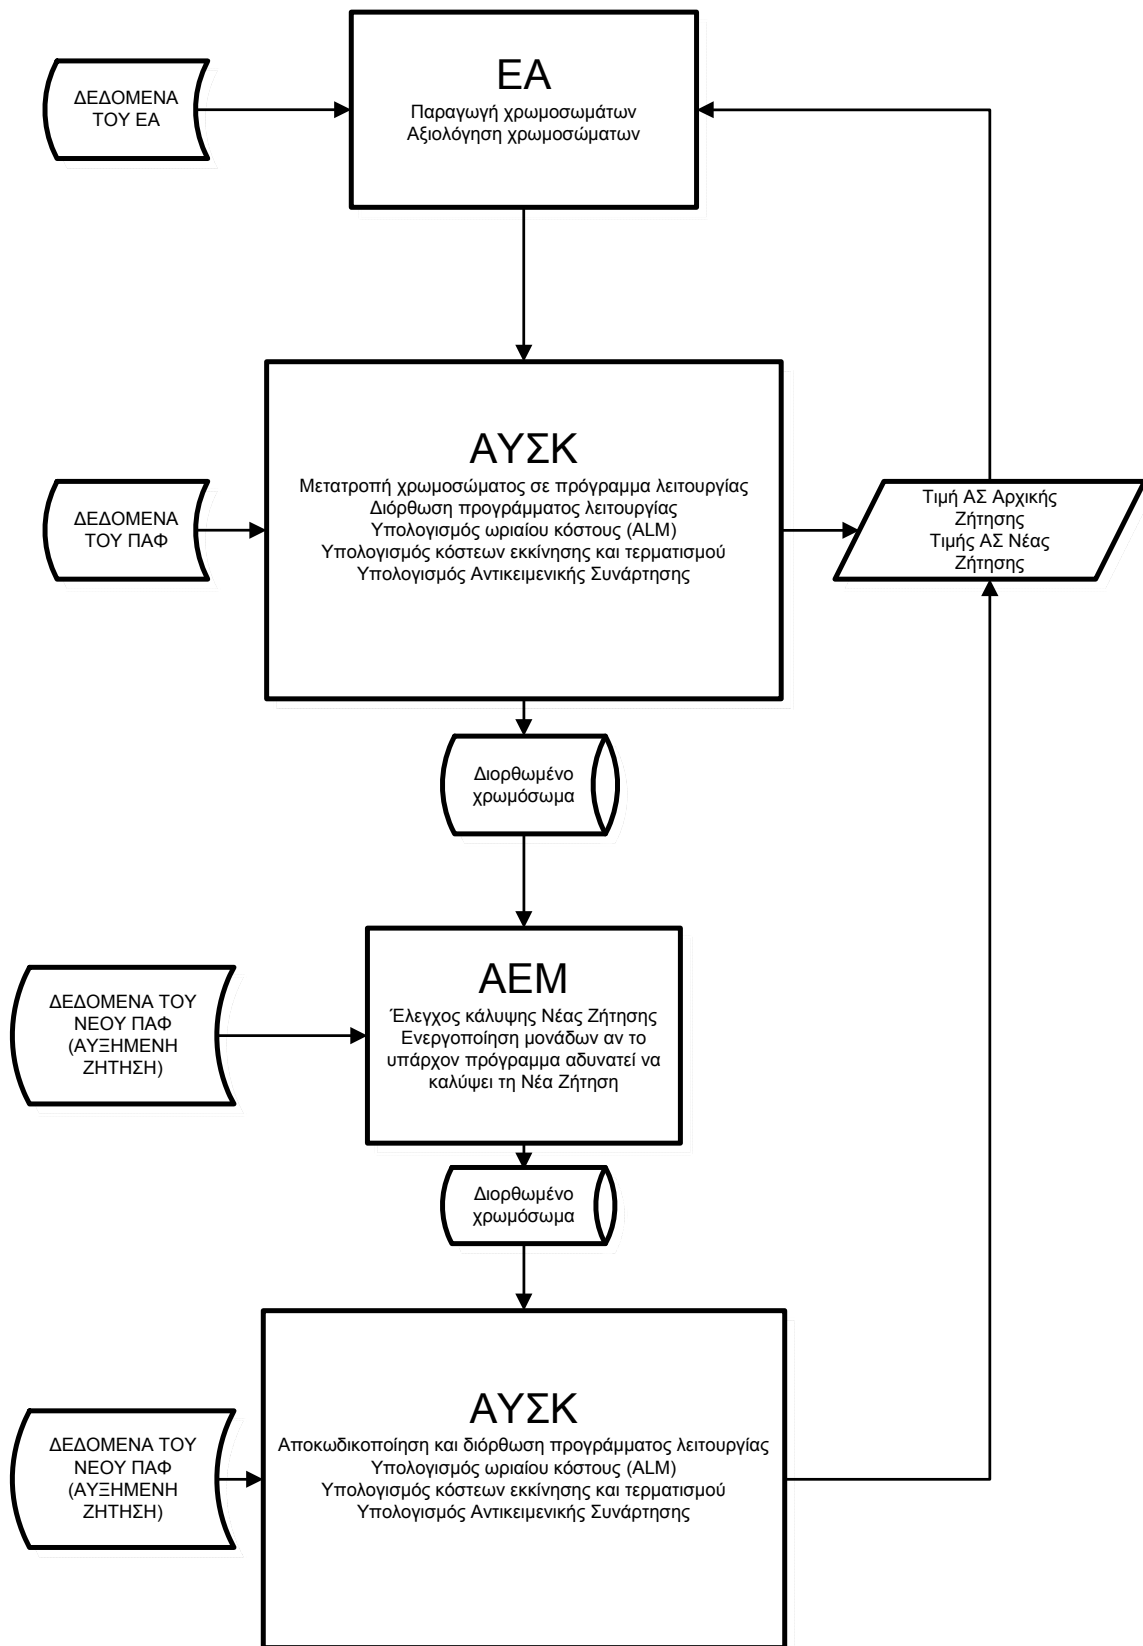 ΕΑ
Παραγωγή χρωμοσωμάτων
Αξιολόγηση χρωμοσώματων
ΔΕΔΟΜΕΝΑ
ΤΟΥ ΕΑ
ΑΥΣΚ
Μετατροπή χρωμοσώματος σε πρόγραμμα λειτουργίας
Διόρθωση προγράμματος λειτουργίας
Υπολογισμός ωριαίου κόστους (ALM)
Υπολογισμός κόστεων εκκίνησης και τερματισμού
Υπολογισμός Αντικειμενικής Συνάρτησης
ΔΕΔΟΜΕΝΑ
ΤΟΥ ΠΑΦ
Τιμή ΑΣ Αρχικής
Ζήτησης
Τιμής ΑΣ Νέας
Ζήτησης
Διορθωμένο
χρωμόσωμα
ΑΕΜ
Έλεγχος κάλυψης Νέας Ζήτησης
Ενεργοποίηση μονάδων αν το
υπάρχον πρόγραμμα αδυνατεί να
καλύψει τη Νέα Ζήτηση
ΔΕΔΟΜΕΝΑ ΤΟΥ
ΝΕΟΥ ΠΑΦ
(ΑΥΞΗΜΕΝΗ
ΖΗΤΗΣΗ)
Διορθωμένο
χρωμόσωμα
ΑΥΣΚ
Αποκωδικοποίηση και διόρθωση προγράμματος λειτουργίας
Υπολογισμός ωριαίου κόστους (ALM)
Υπολογισμός κόστεων εκκίνησης και τερματισμού
Υπολογισμός Αντικειμενικής Συνάρτησης
ΔΕΔΟΜΕΝΑ ΤΟΥ
ΝΕΟΥ ΠΑΦ
(ΑΥΞΗΜΕΝΗ
ΖΗΤΗΣΗ)